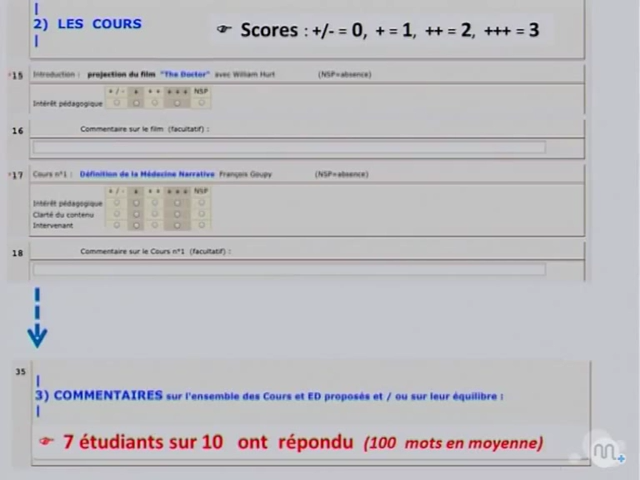 2) LES COURS
☞ Scores : +/- = 0, + = 1, ++ = 2, +++ = 3
*15 Introduction : projection du film "The Doctor" avec William Hurt (NSP=absence)
+/- + ++ +++ NSP
Intérêt pédagogique
16 Commentaire sur le film (facultatif) :
*17 Cours n°1 : Définition de la Médecine Narrative François Goupy (NSP=absence)
+/- + ++ +++ NSP
Intérêt pédagogique
Clarté du contenu
Intervenant
18 Commentaire sur le Cours n°1 (facultatif) :
35
3) COMMENTAIRES sur l'ensemble des Cours et ED proposés et / ou sur leur équilibre :
☞ 7 étudiants sur 10 ont répondu (100 mots en moyenne)
m+